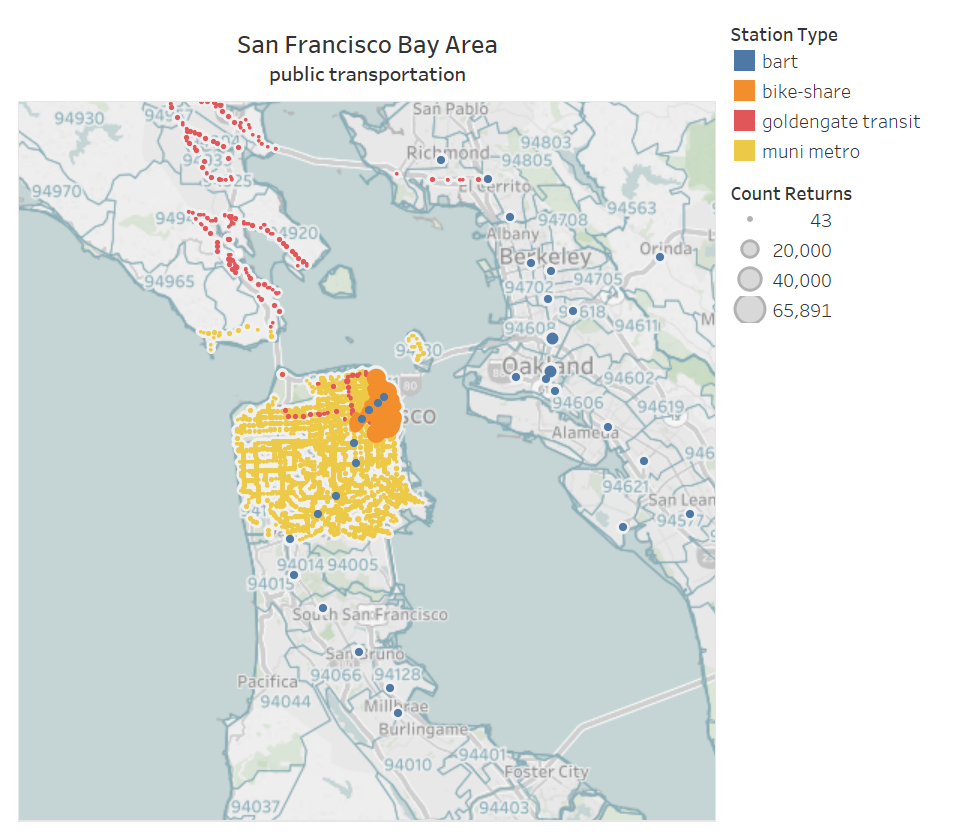 San Francisco Bay Area
public transportation
Station Type
bart
bike-share
goldengate transit
muni metro
Count Returns
43
20,000
40,000
65,891
San Pablo
94930
94803
Richmond
94805
El Cerrito
94970
94563
94708
Albany
94920
Orinda
Berkeley
94965
94702
94705
94608
94611
Oakland
94602
80
94606
94619
Alameda
94621
San Lean
94577
94014
94005
94015
South San Francisco
San Bruno
94066
94128
Pacifica
94044
Millbrae
Burlingame
94010
94401
Foster City
94037
94403